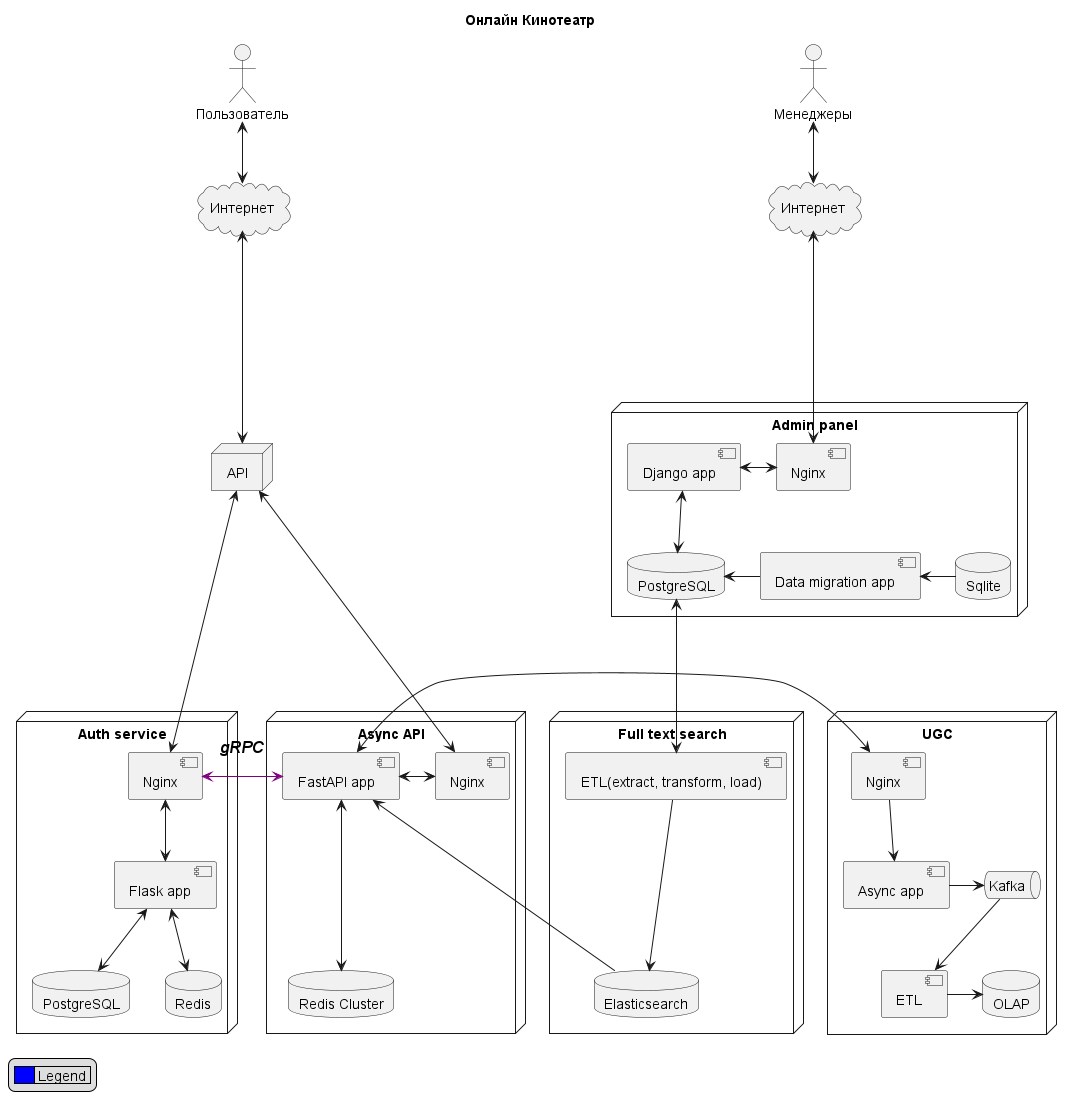 Онлайн Кинотеатр
Пользователь
Менеджеры
Интернет
Интернет
Admin panel
API
Django app
Nginx
PostgreSQL
Data migration app
Sqlite
Auth service
Async API
Full text search
UGC
gRPC
Nginx
FastAPI app
Nginx
ETL(extract, transform, load)
Nginx
Flask app
Async app
Kafka
PostgreSQL
Redis
Redis Cluster
Elasticsearch
ETL
OLAP
Legend